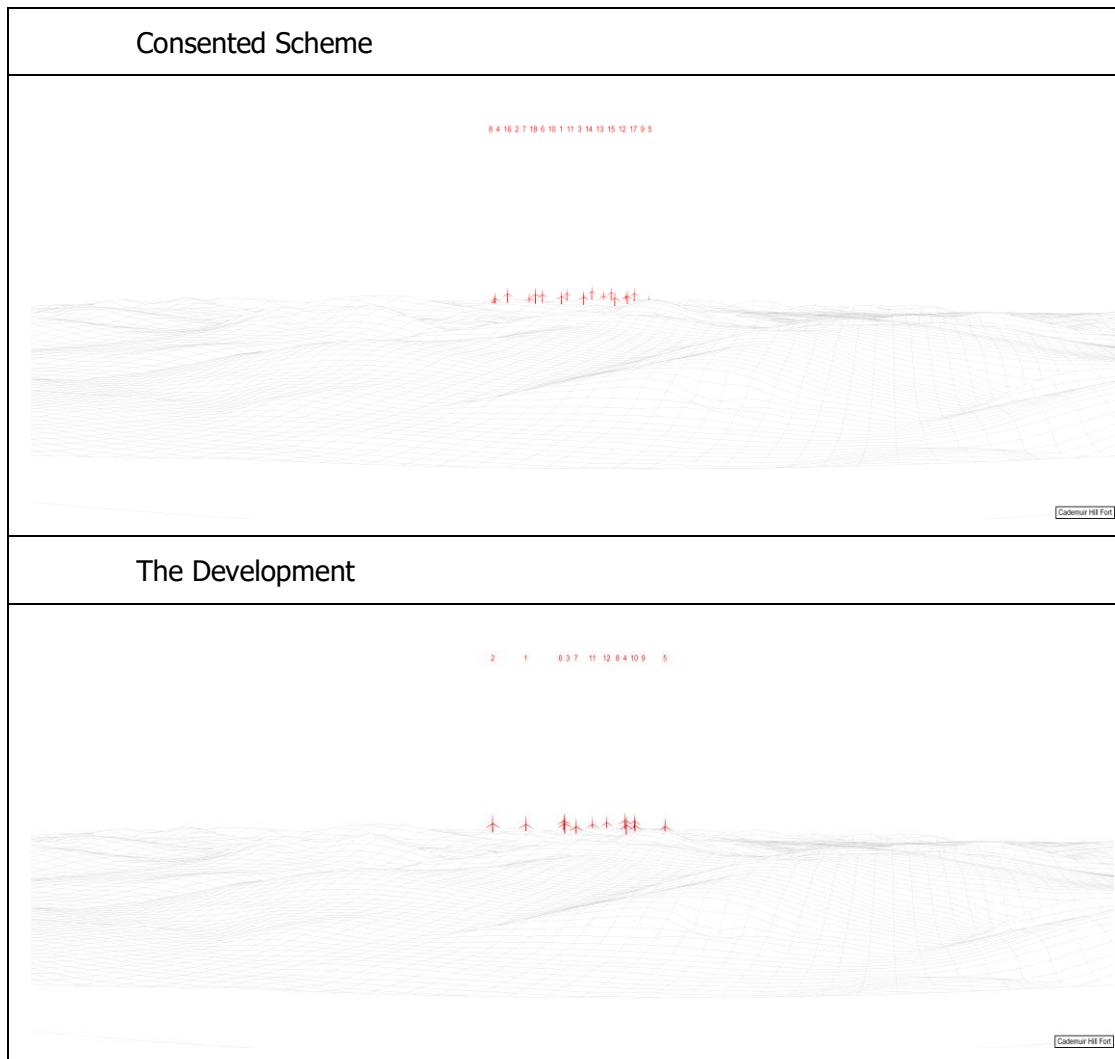 Consented Scheme
8 4 16 2 7 18 6 10 1 11 3 14 13 15 12 17 9 5
Cademuir Hill Fort
The Development
2 1 6 3 7 11 12 8 4 10 9 5
Cademuir Hill Fort